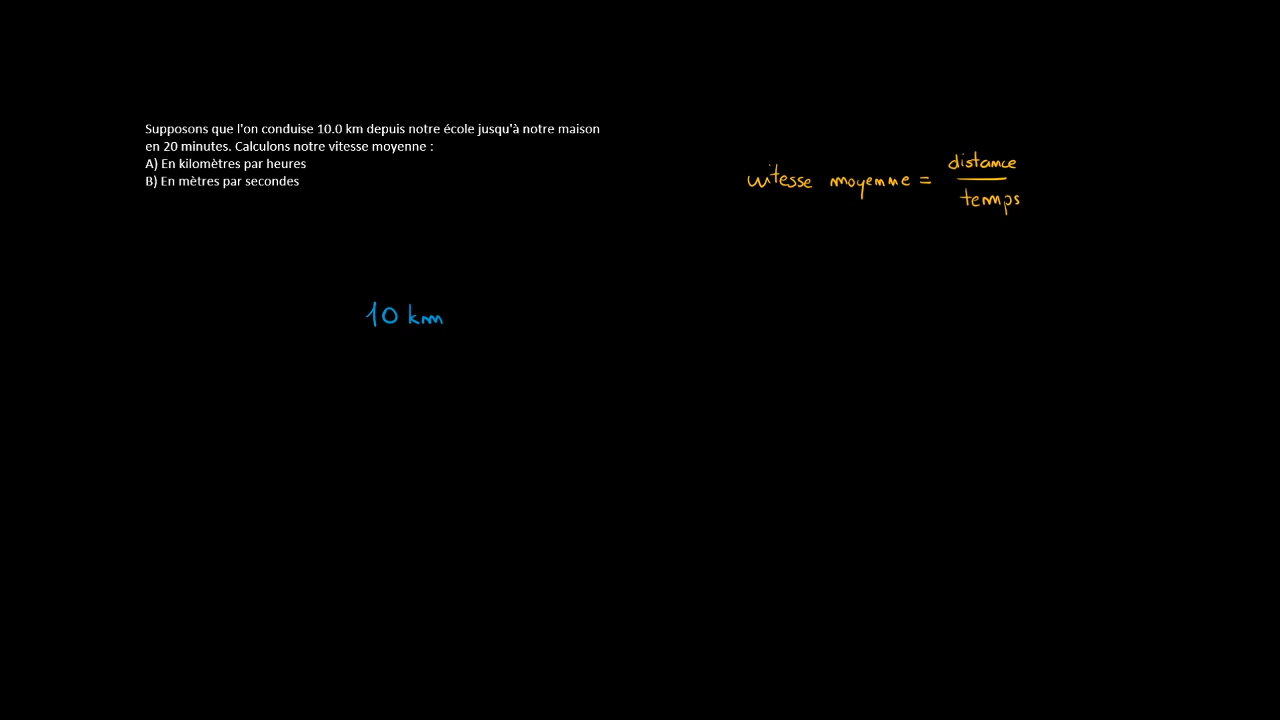 Supposons que l'on conduise 10.0 km depuis notre école jusqu'à notre maison
en 20 minutes. Calculons notre vitesse moyenne :
A) En kilomètres par heures
B) En mètres par secondes
vitesse moyenne = distance
temps
10 km